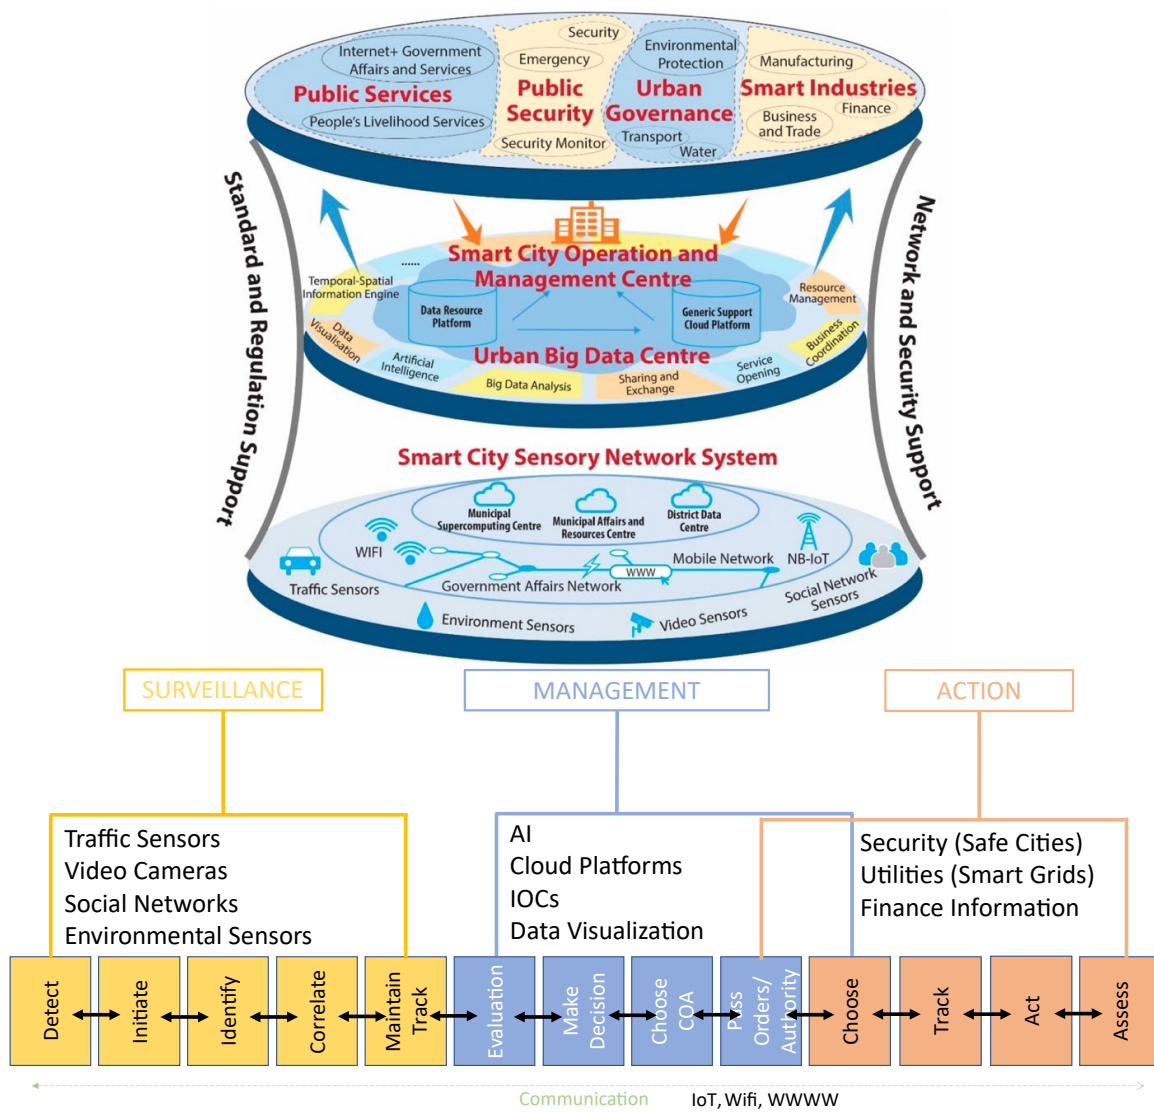 Security
Internet+ Government
Affairs and Services
Emergency
Environmental
Protection
Manufacturing
Public Services
Public
Security
Urban
Governance
Smart Industries
Finance
People's Livelihood Services
Business
and Trade
Security Monitor
Transport
Water
Standard and Regulation Support
Network and Security Support
Smart City Operation and
Management Centre
......
Temporal-Spatial
Information Engine
Resource
Management
Data Resource
Platform
Generic Support
Cloud Platform
Data
Visualisation
Business
Coordination
Urban Big Data Centre
Artificial
Intelligence
Service
Opening
Big Data Analysis
Sharing and
Exchange
Smart City Sensory Network System
Municipal
Supercomputing Centre
Municipal Affairs and
Resources Centre
District Data
Centre
WIFI
Mobile Network
NB-IoT
Traffic Sensors
Government Affairs Network
WWW
Social Network
Sensors
Environment Sensors
Video Sensors
SURVEILLANCE
MANAGEMENT
ACTION
Traffic Sensors
Video Cameras
Social Networks
Environmental Sensors
AI
Cloud Platforms
IOCs
Data Visualization
Security (Safe Cities)
Utilities (Smart Grids)
Finance Information
Detect
Initiate
Identify
Correlate
Maintain
Track
Evaluation
Make
Decision
Choose
COA
Pass
Orders/
Authority
Choose
Track
Act
Assess
Communication
IoT, Wifi, WWWW